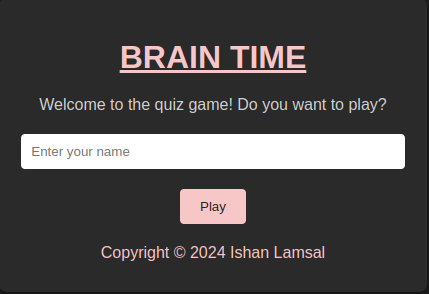 BRAIN TIME
Welcome to the quiz game! Do you want to play?
Enter your name
Play
Copyright © 2024 Ishan Lamsal